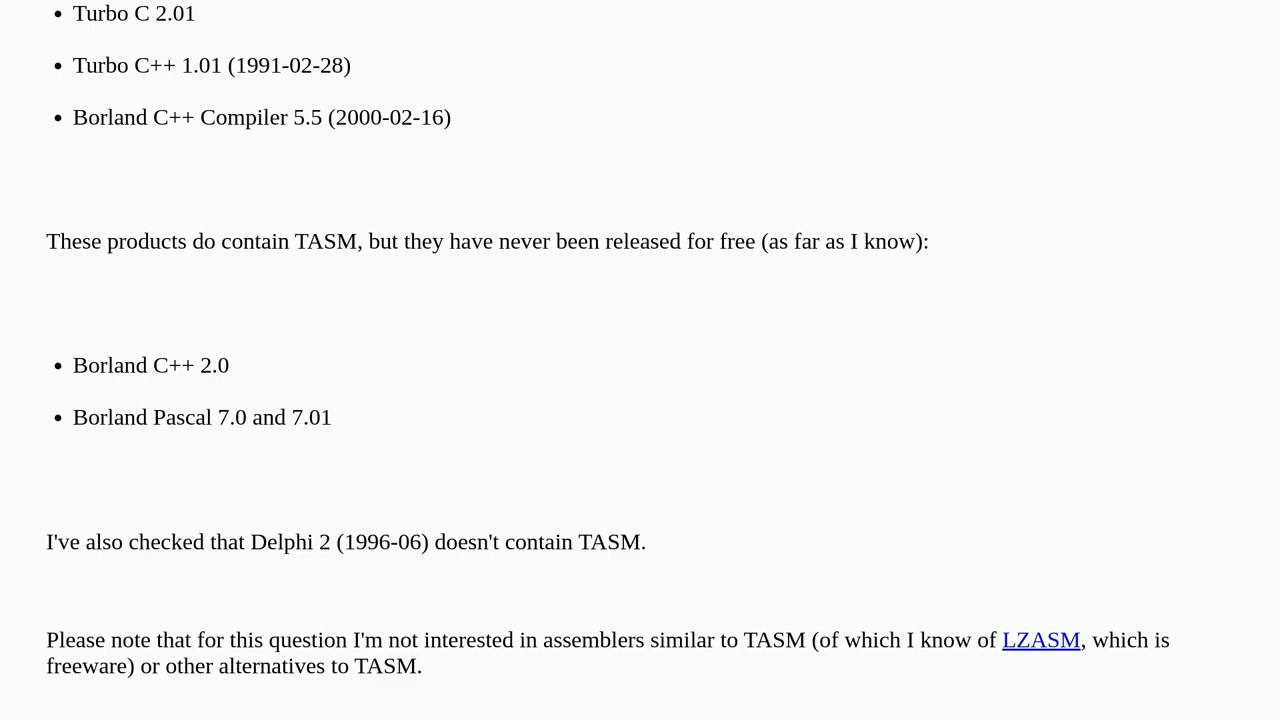 Turbo C 2.01
Turbo C++ 1.01 (1991-02-28)
Borland C++ Compiler 5.5 (2000-02-16)
These products do contain TASM, but they have never been released for free (as far as I know):
Borland C++ 2.0
Borland Pascal 7.0 and 7.01
I've also checked that Delphi 2 (1996-06) doesn't contain TASM.
Please note that for this question I'm not interested in assemblers similar to TASM (of which I know of LZASM, which is
freeware) or other alternatives to TASM.